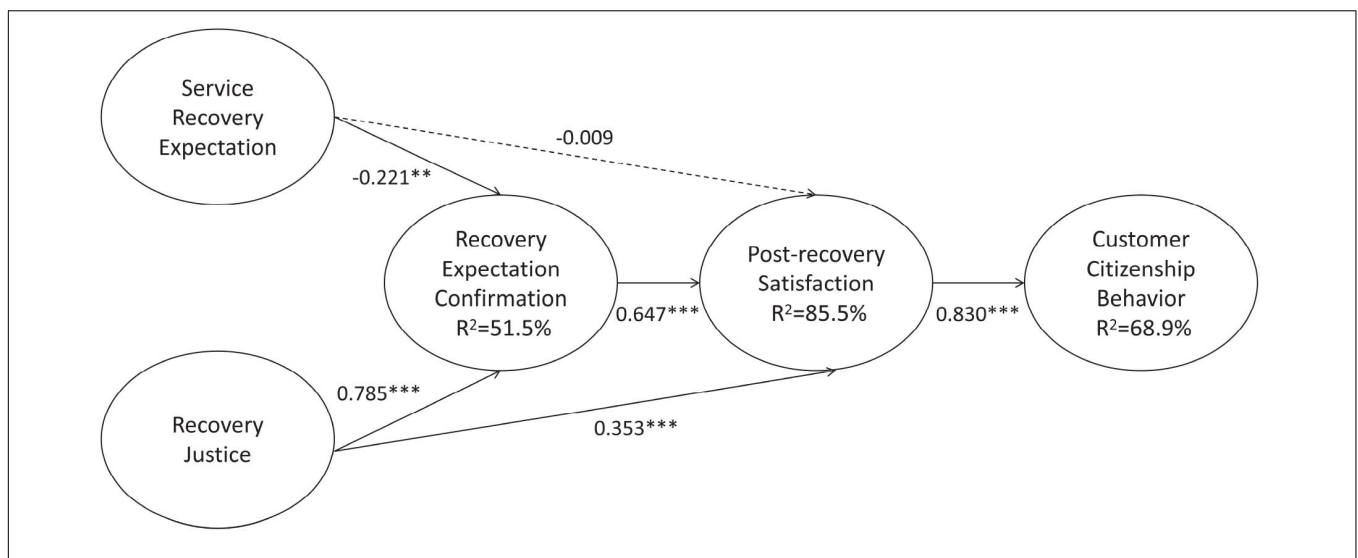 Service
Recovery
Expectation
-0.009
-0.221**
Recovery
Expectation
Confirmation
R²=51.5%
0.647***
Post-recovery
Satisfaction
R²=85.5%
0.830***
Customer
Citizenship
Behavior
R²=68.9%
0.785***
0.353***
Recovery
Justice